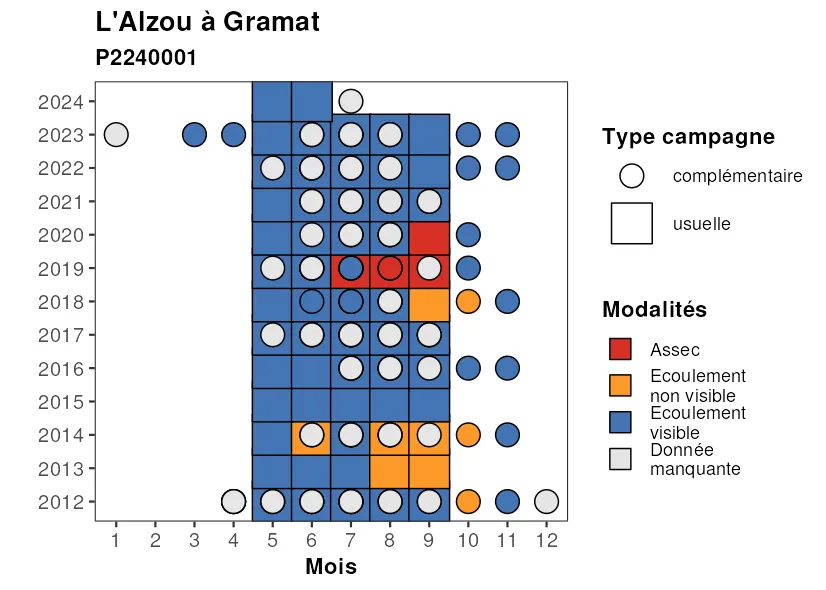 L'Alzou à Gramat
P2240001
2024
2023
2022
2021
2020
2019
2018
2017
2016
2015
2014
2013
2012
1 2 3 4 5 6 7 8 9 10 11 12
Mois
Type campagne
complémentaire
usuelle
Modalités
Assec
Ecoulement
non visible
Ecoulement
visible
Donnée
manquante